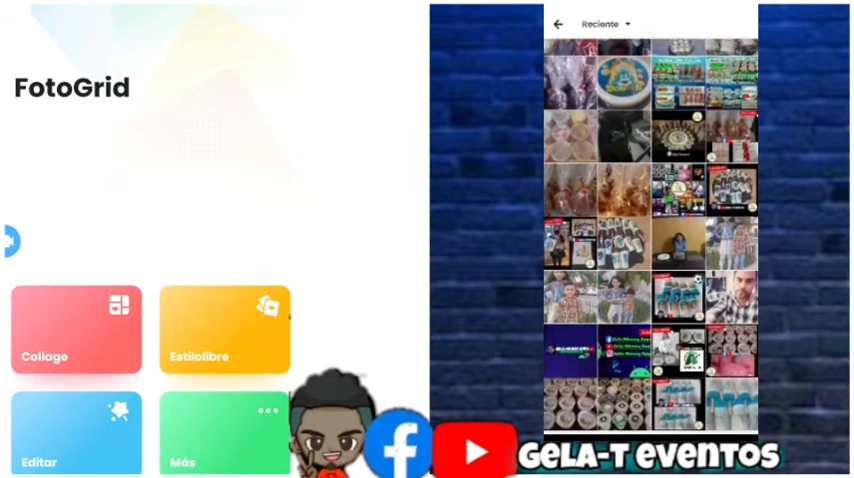 FotoGrid
Reciente
Collage
Estilolibre
Editar
Más
GELA-T EVENTOS